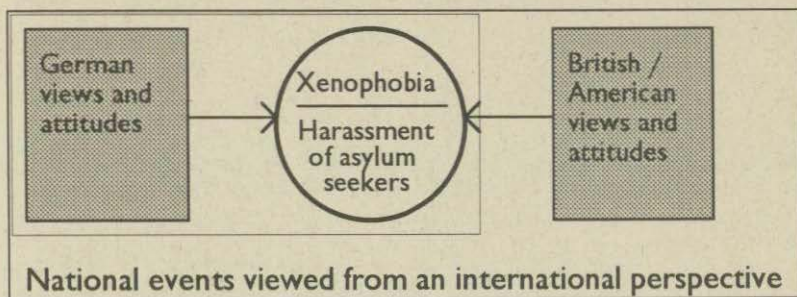 German
views and
attitudes
Xenophobia
Harassment
of asylum
seekers
British /
American
views and
attitudes
National events viewed from an international perspective